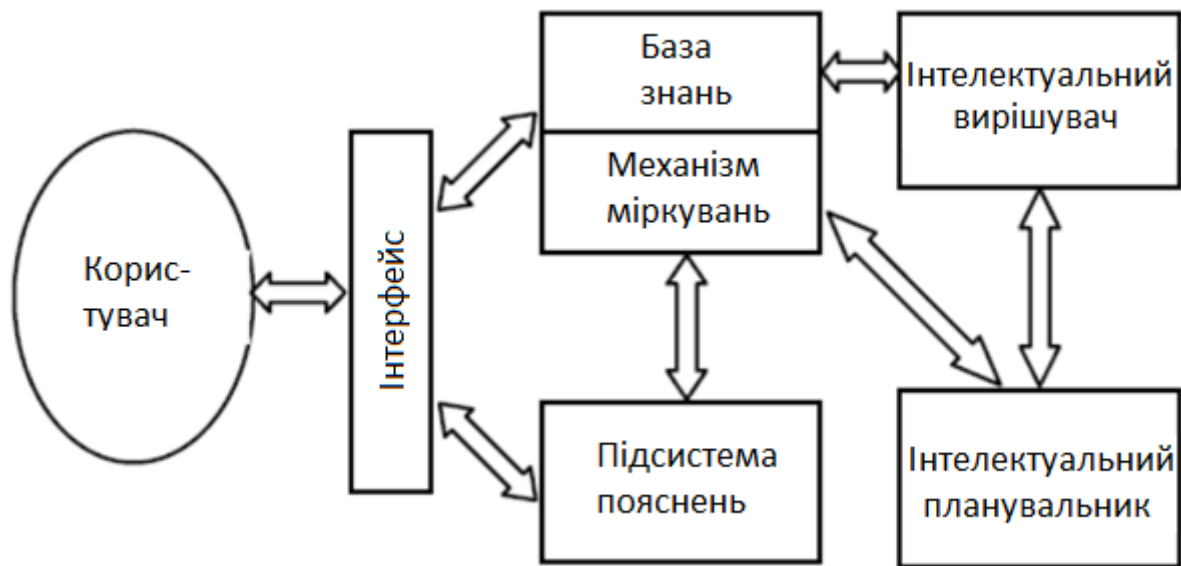 Корис-
тувач
Інтерфейс
База
знань
Механізм
міркувань
Підсистема
пояснень
Інтелектуальний
вирішувач
Інтелектуальний
планувальник